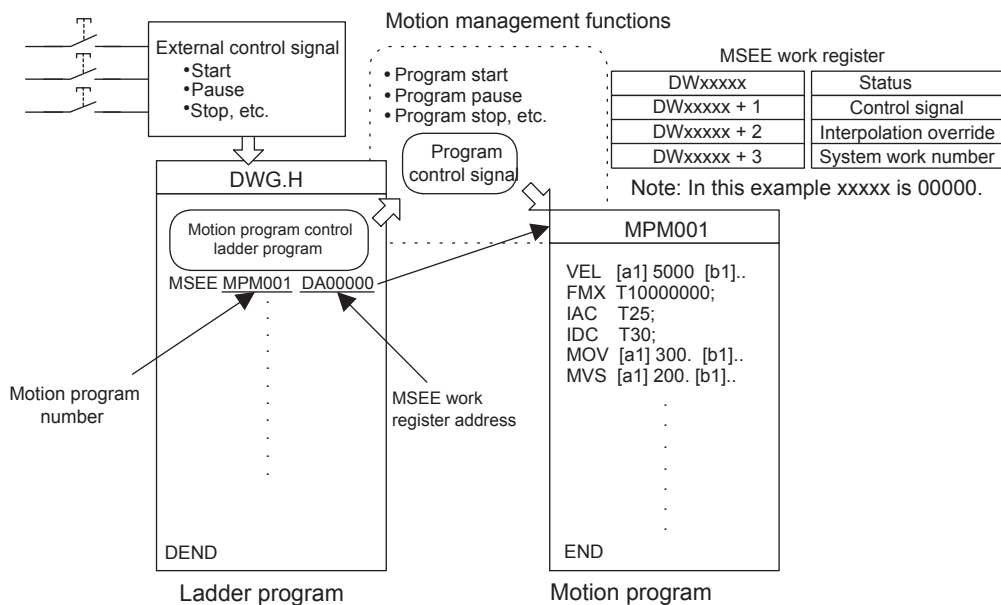 Motion management functions
External control signal
•Start
•Pause
•Stop, etc.
• Program start
• Program pause
• Program stop, etc.
Program
control signal
MSEE work register
DWxxxxx Status
DWxxxxx + 1 Control signal
DWxxxxx + 2 Interpolation override
DWxxxxx + 3 System work number
Note: In this example xxxxx is 00000.
DWG.H
Motion program control
ladder program
MSEE MPM001 DA00000
Motion program
number
MSEE work
register address
DEND
Ladder program
MPM001
VEL [a1] 5000 [b1]..
FMX T10000000;
IAC T25;
IDC T30;
MOV [a1] 300. [b1]..
MVS [a1] 200. [b1]..
END
Motion program